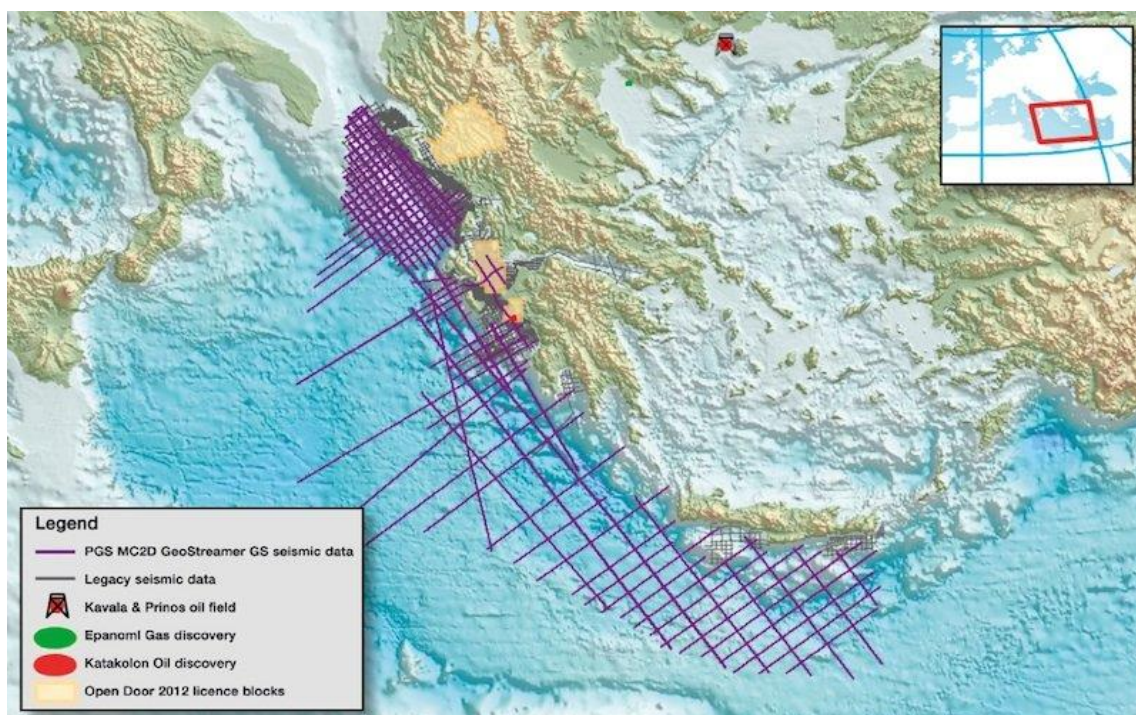 Legend
PGS MC2D GeoStreamer GS seismic data
Legacy seismic data
Kavala & Prinos oil field
Epanoml Gas discovery
Katakolon Oil discovery
Open Door 2012 licence blocks